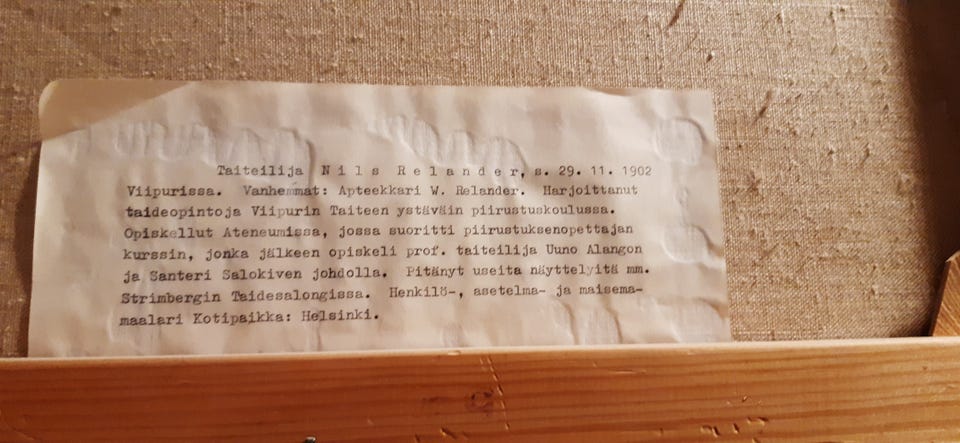 Taiteilija Nils Relander, s. 29. 11. 1902
Viipurissa. Vanhemmat: Apteekkari W. Relander. Harjoittanut
taideopintoja Viipurin Taiteen ystäväin piirustuskoulussa.
Opiskellut Ateneumissa, jossa suoritti piirustuksenopettajan
kurssin, jonka jälkeen opiskeli prof. taiteilija Uuno Alangon
ja Santeri Salokiven johdolla. Pitänyt useita näyttelyitä mm.
Strimbergin Taidesalongissa. Henkilö-, asetelma- ja maisema-
maalari Kotipaikka: Helsinki.